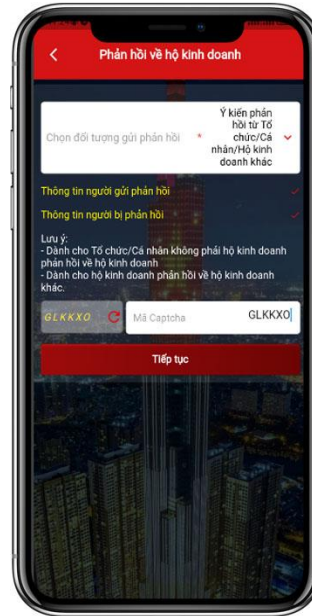 Phản hồi về hộ kinh doanh
Chọn đối tượng gửi phản hồi *
Ý kiến phản
hồi từ Tổ
chức/Cá
nhân/Hộ kinh
doanh khác
Thông tin người gửi phản hồi
Thông tin người bị phản hồi
Lưu ý:
- Dành cho Tổ chức/Cá nhân không phải hộ kinh doanh
phản hồi về hộ kinh doanh
- Dành cho hộ kinh doanh phản hồi về hộ kinh doanh
khác.
GLKKXO
Mã Captcha
GLKKXO
Tiếp tục